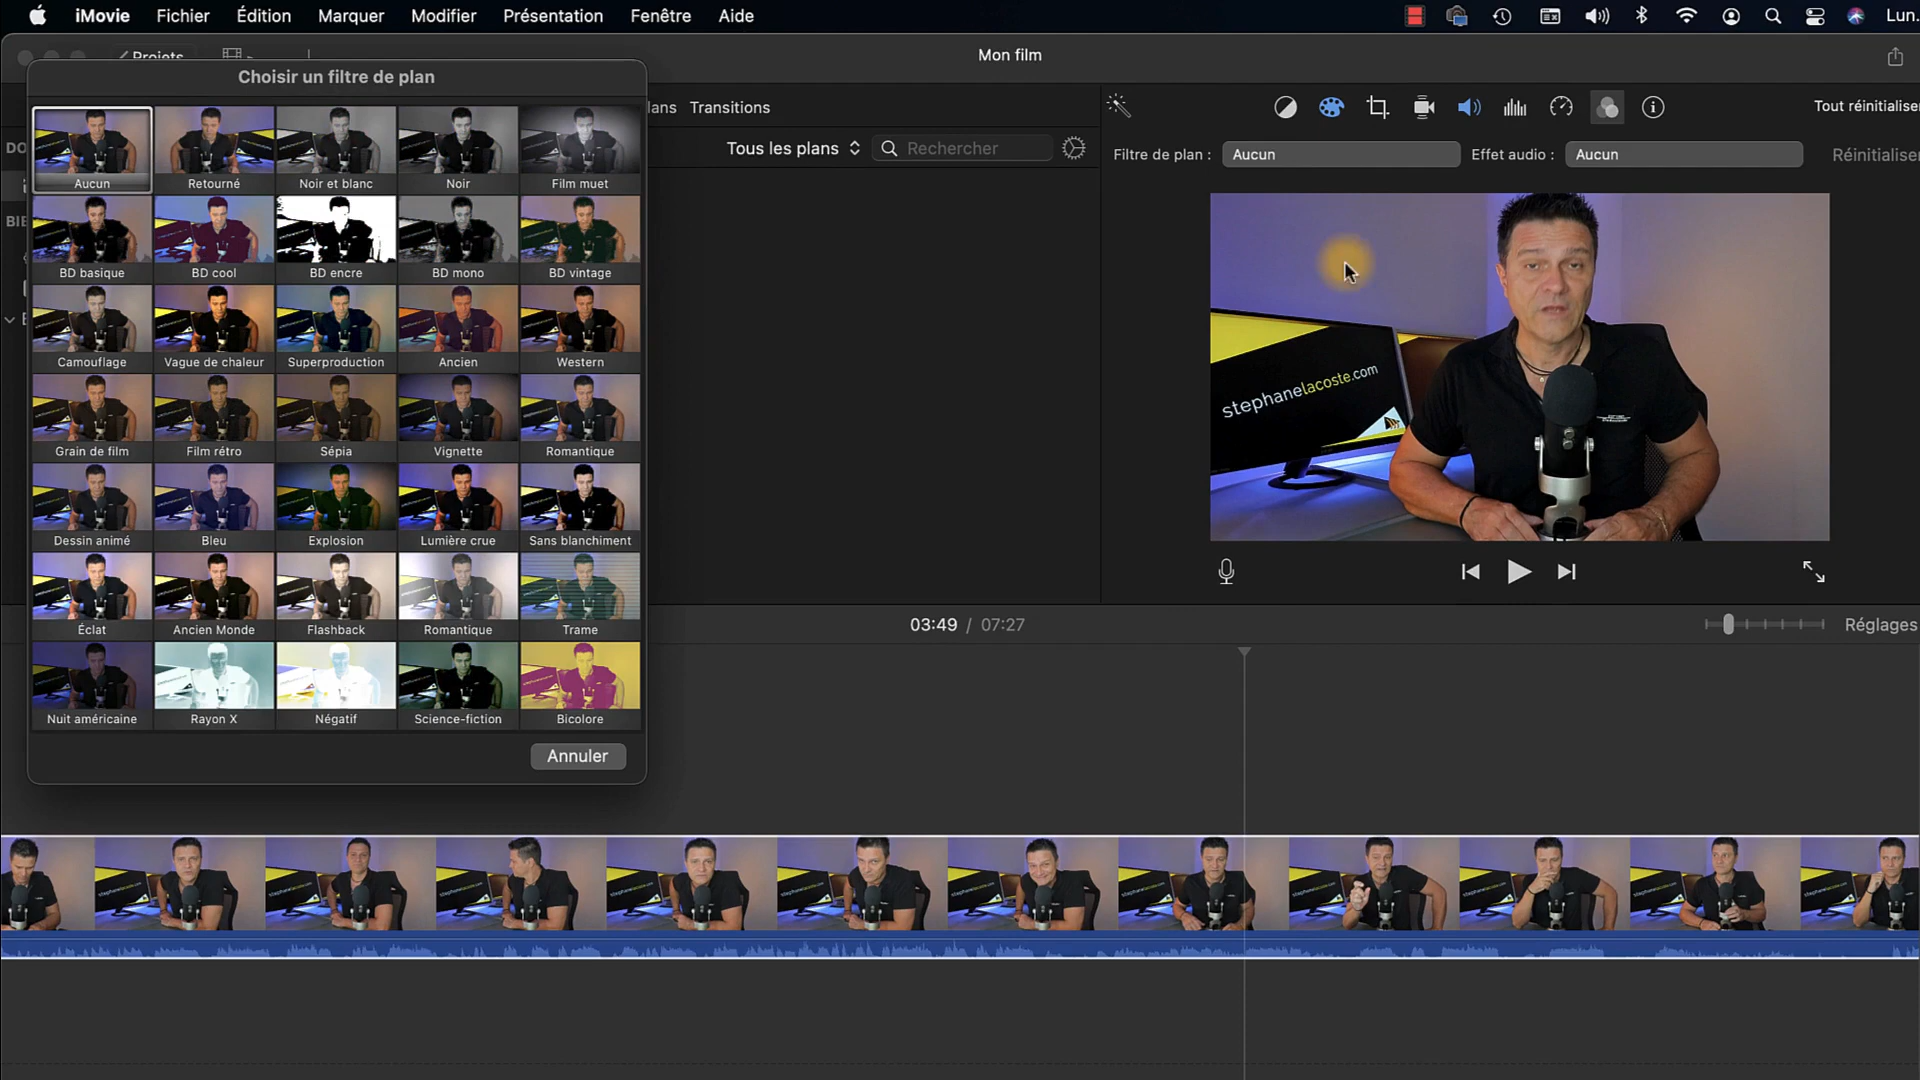 iMovie Fichier Édition Marquer Modifier Présentation Fenêtre Aide Lun.
Projets Mon film
Choisir un filtre de plan
Transitions Tout réinitialise
Tous les plans Rechercher
Filtre de plan : Aucun Effet audio : Aucun Réinitialise
Aucun Retourné Noir et blanc Noir Film muet
BD basique BD cool BD encre BD mono BD vintage
Camouflage Vague de chaleur Superproduction Ancien Western
Grain de film Film rétro Sépia Vignette Romantique
Dessin animé Bleu Explosion Lumière crue Sans blanchiment
Éclat Ancien Monde Flashback Romantique Trame
Nuit américaine Rayon X Négatif Science-fiction Bicolore
Annuler
stephanelacoste.com
03:49 / 07:27 Réglages